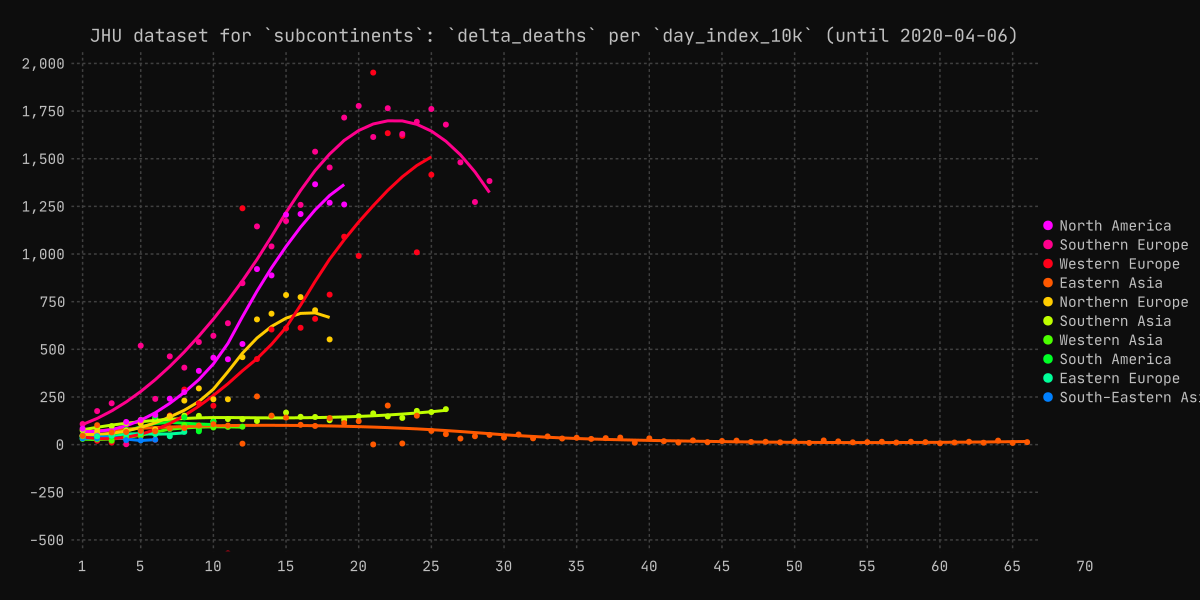 JHU dataset for `subcontinents`: `delta_deaths` per `day_index_10k` (until 2020-04-06)
2,000
1,750
1,500
1,250
1,000
750
500
250
0
-250
-500
1 5 10 15 20 25 30 35 40 45 50 55 60 65 70
North America
Southern Europe
Western Europe
Eastern Asia
Northern Europe
Southern Asia
Western Asia
South America
Eastern Europe
South-Eastern Asi